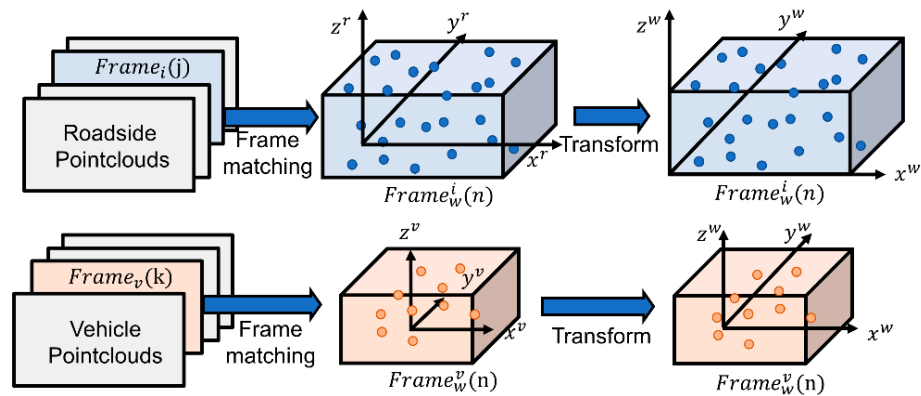 Frame_i(j)
Roadside
Pointclouds
Frame
matching
z^r
y^r
x^r
Frame_w^i(n)
Transform
z^w
y^w
x^w
Frame_w^i(n)
Frame_v(k)
Vehicle
Pointclouds
Frame
matching
z^v
y^v
x^v
Frame_w^v(n)
Transform
z^w
y^w
x^w
Frame_w^v(n)